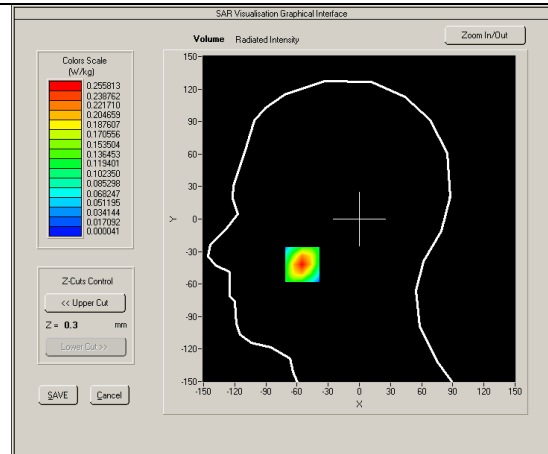 SAR Visualisation Graphical Interface
Volume Radiated Intensity
Zoom In/Out
Colors Scale
(W/kg)
0.255813
0.238762
0.221710
0.204659
0.187607
0.170556
0.153504
0.136453
0.119401
0.102350
0.085298
0.068247
0.051195
0.034144
0.017092
0.000041
Z-Cuts Control
<< Upper Cut
Z = 0.3 mm
Lower Cut >>
SAVE Cancel
150
120
90
60
30
0
-30
-60
-90
-120
-150
Y
-150 -120 -90 -60 -30 0 30 60 90 120 150
X